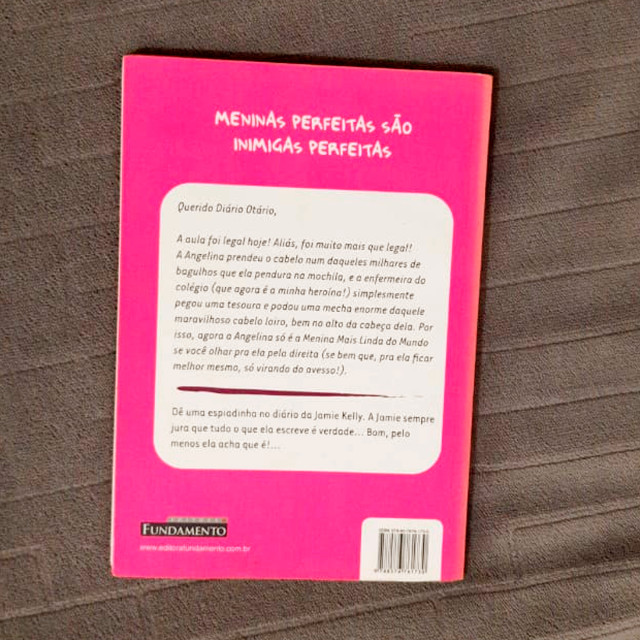 MENINAS PERFEITAS SÃO
INIMIGAS PERFEITAS
Querido Diário Otário,
A aula foi legal hoje! Aliás, foi muito mais que legal!
A Angelina prendeu o cabelo num daqueles milhares de
bagulhos que ela pendura na mochila, e a enfermeira do
colégio (que agora é a minha heroína!) simplesmente
pegou uma tesoura e podou uma mecha enorme daquele
maravilhoso cabelo loiro, bem no alto da cabeça dela. Por
isso, agora a Angelina só é a Menina Mais Linda do Mundo
se você olhar pra ela pela direita (se bem que, pra ela ficar
melhor mesmo, só virando do avesso!).
Dê uma espiadinha no diário da Jamie Kelly. A Jamie sempre
jura que tudo o que ela escreve é verdade... Bom, pelo
menos ela acha que é!...
FUNDAMENTO
www.editorafundamento.com.br
ISBN